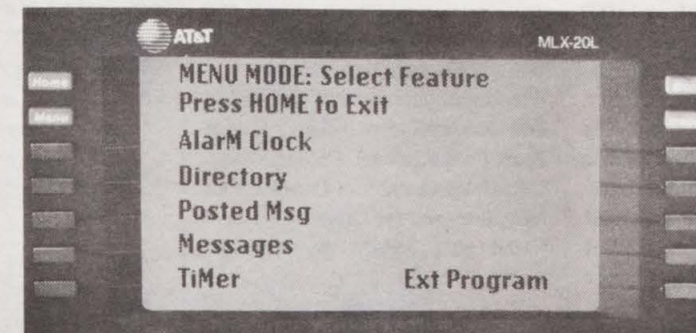 AT&T
MLX-20L
Home
MENU MODE: Select Feature
Menu
Press HOME to Exit
AlarM Clock
Directory
Posted Msg
Messages
TiMer Ext Program